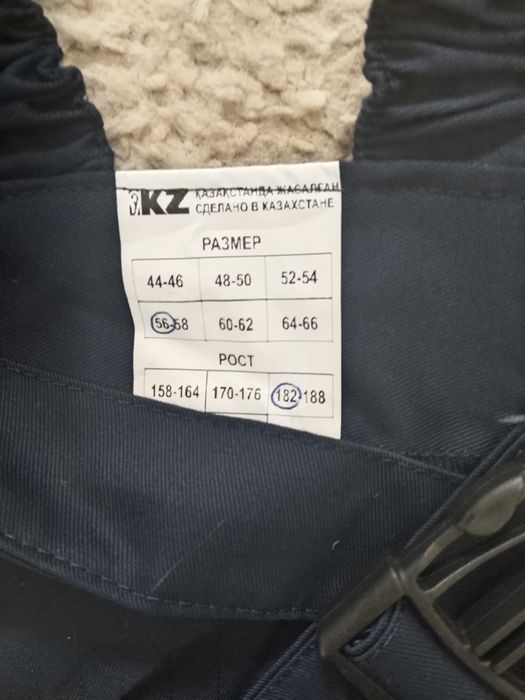 KZ ҚАЗАҚСТАНДА ЖАСАЛҒАН
СДЕЛАНО В КАЗАХСТАНЕ
РАЗМЕР
44-46 48-50 52-54
56-58 60-62 64-66
РОСТ
158-164 170-176 182-188